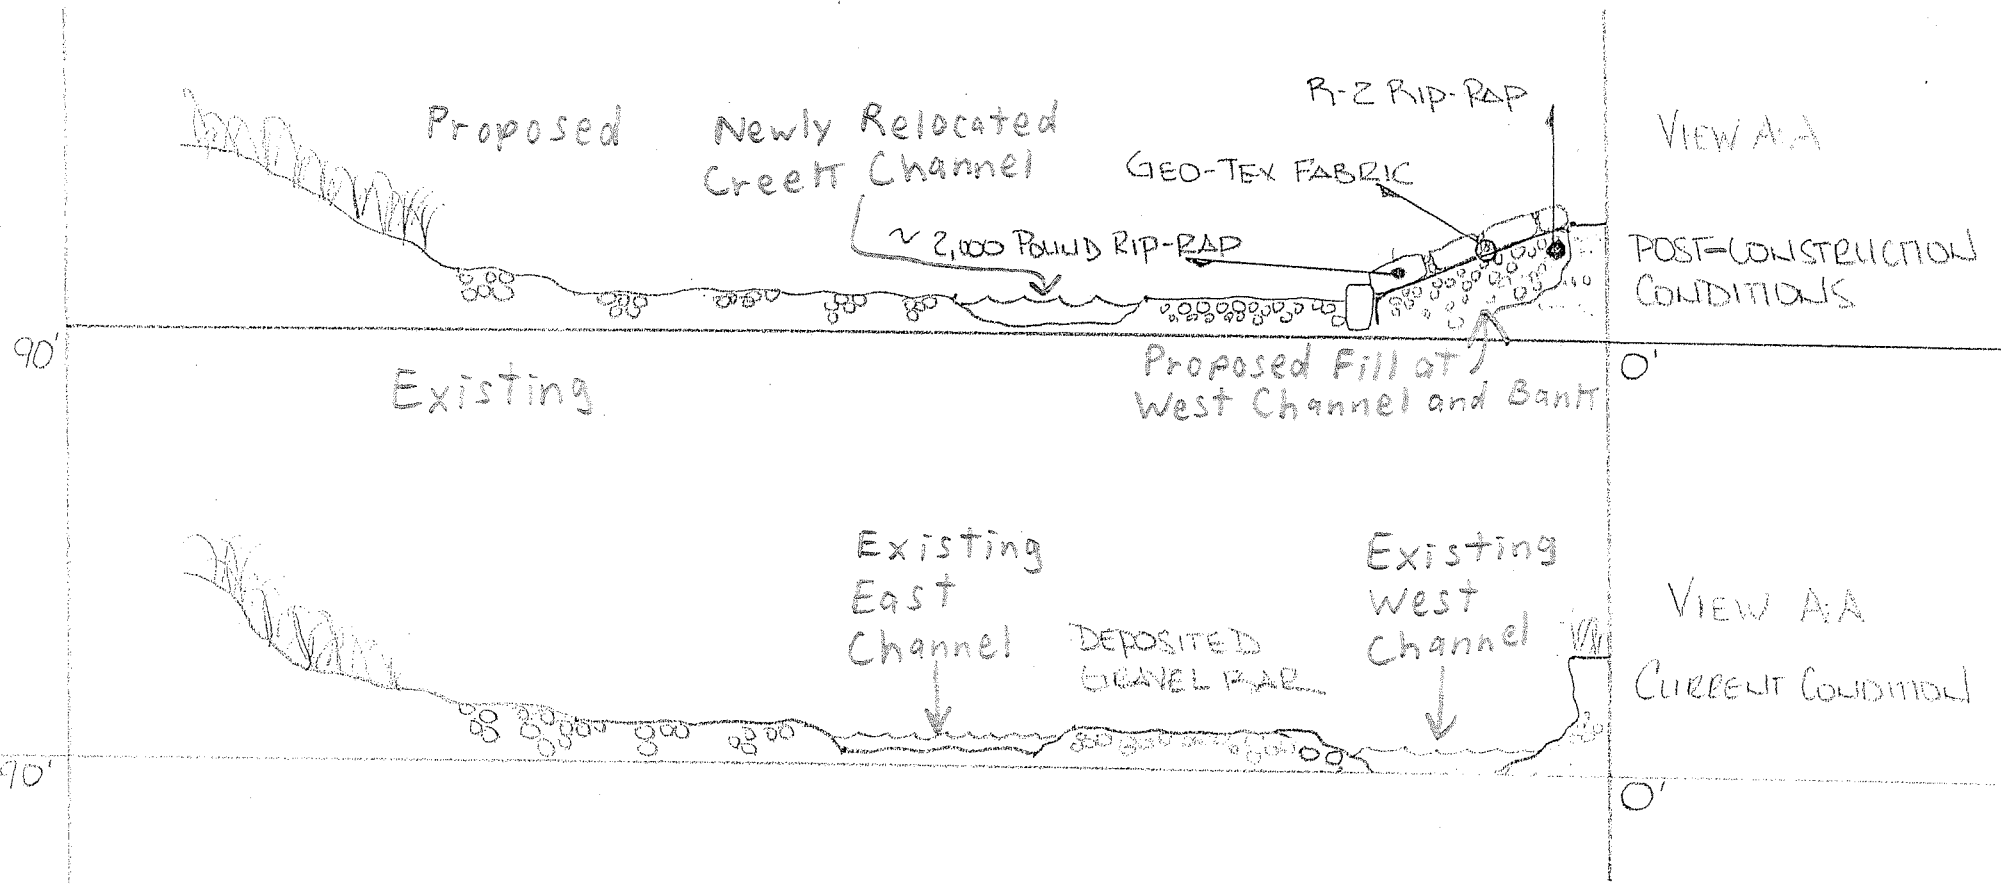 R-2 RIP-RAP
Proposed
Newly Relocated
Creek Channel
VIEW A:A
GEO-TEX FABRIC
~ 2,000 POUND RIP-RAP
POST-CONSTRUCTION
CONDITIONS
90'
0'
Proposed Fill at
West Channel and Bank
Existing
Existing
East
Channel
DEPOSITED
GRAVEL BAR
Existing
West
Channel
VIEW A:A
CURRENT CONDITION
90'
0'